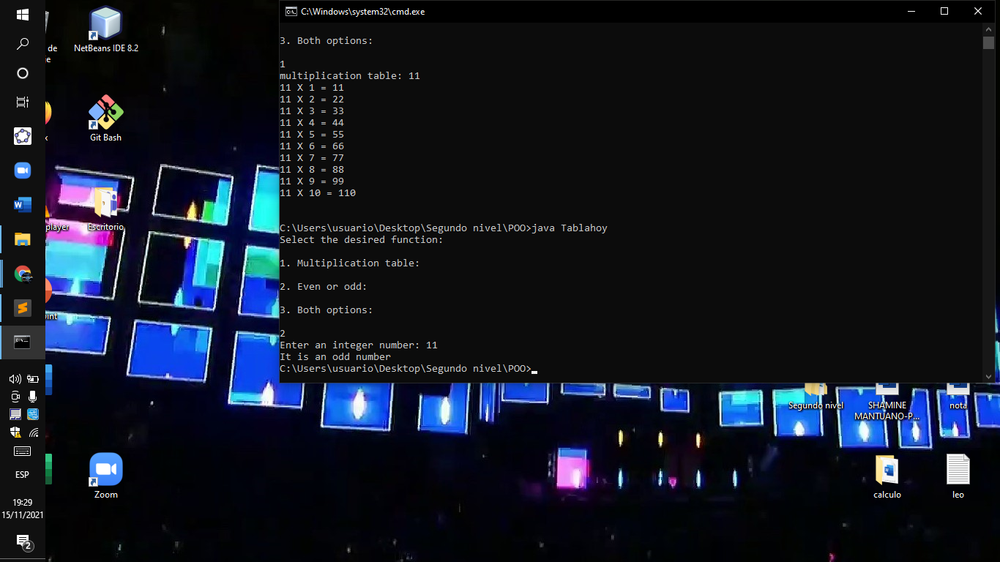 C:\Windows\system32\cmd.exe
3. Both options:
1
multiplication table: 11
11 X 1 = 11
11 X 2 = 22
11 X 3 = 33
11 X 4 = 44
11 X 5 = 55
11 X 6 = 66
11 X 7 = 77
11 X 8 = 88
11 X 9 = 99
11 X 10 = 110
C:\Users\usuario\Desktop\Segundo nivel\POO>java Tablahoy
Select the desired function:
1. Multiplication table:
2. Even or odd:
3. Both options:
2
Enter an integer number: 11
It is an odd number
C:\Users\usuario\Desktop\Segundo nivel\POO>
de
NetBeans IDE 8.2
Git Bash
player
Escritorio
Zoom
Segundo nivel
SHAMINE
MANTUANO-P...
nota
calculo
leo
ESP
19:29
15/11/2021
2